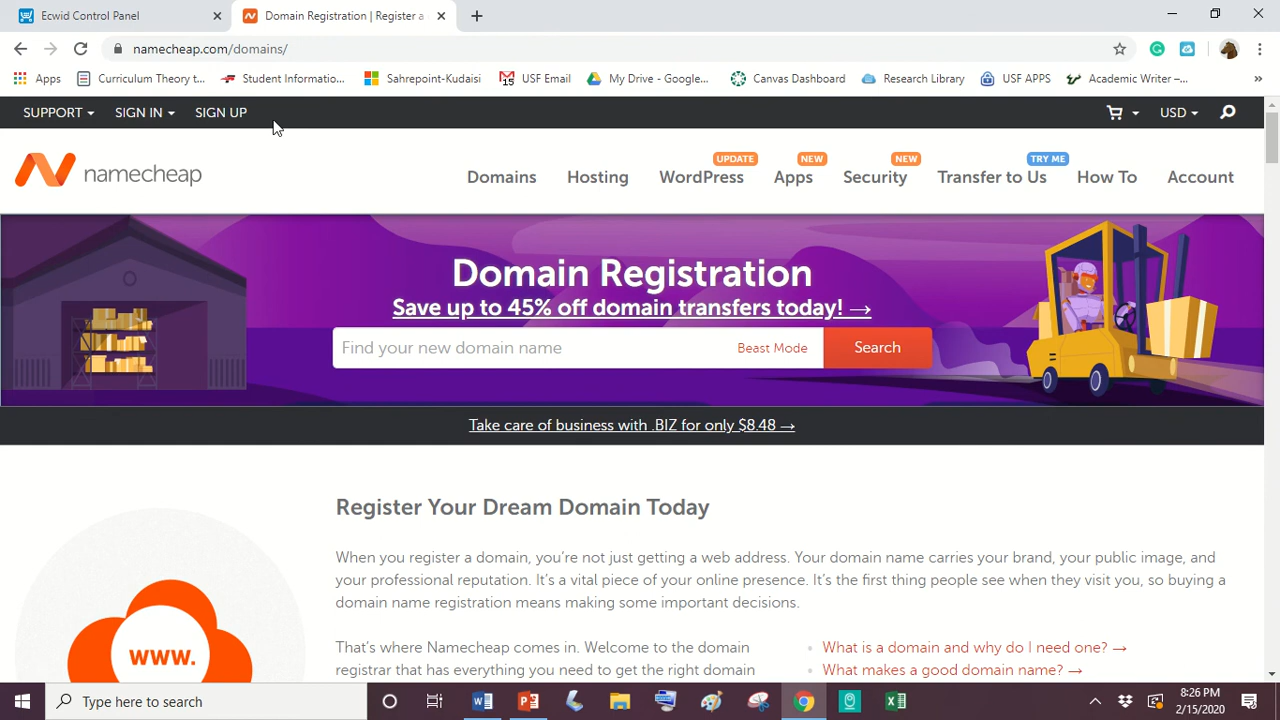 Ecwid Control Panel
Domain Registration | Register a
namecheap.com/domains/
Apps
Curriculum Theory t...
Student Informatio...
Sahrepoint-Kudaisi
15
USF Email
My Drive - Google...
Canvas Dashboard
Research Library
USF APPS
Academic Writer –...
SUPPORT
SIGN IN
SIGN UP
USD
namecheap
Domains
Hosting
UPDATE
WordPress
NEW
Apps
NEW
Security
TRY ME
Transfer to Us
How To
Account
Domain Registration
Save up to 45% off domain transfers today! →
Find your new domain name
Beast Mode
Search
Take care of business with .BIZ for only $8.48 →
Register Your Dream Domain Today
When you register a domain, you're not just getting a web address. Your domain name carries your brand, your public image, and
your professional reputation. It's a vital piece of your online presence. It's the first thing people see when they visit you, so buying a
domain name registration means making some important decisions.
www.
That's where Namecheap comes in. Welcome to the domain
registrar that has everything you need to get the right domain
What is a domain and why do I need one? →
What makes a good domain name? →
Type here to search
8:26 PM
2/15/2020